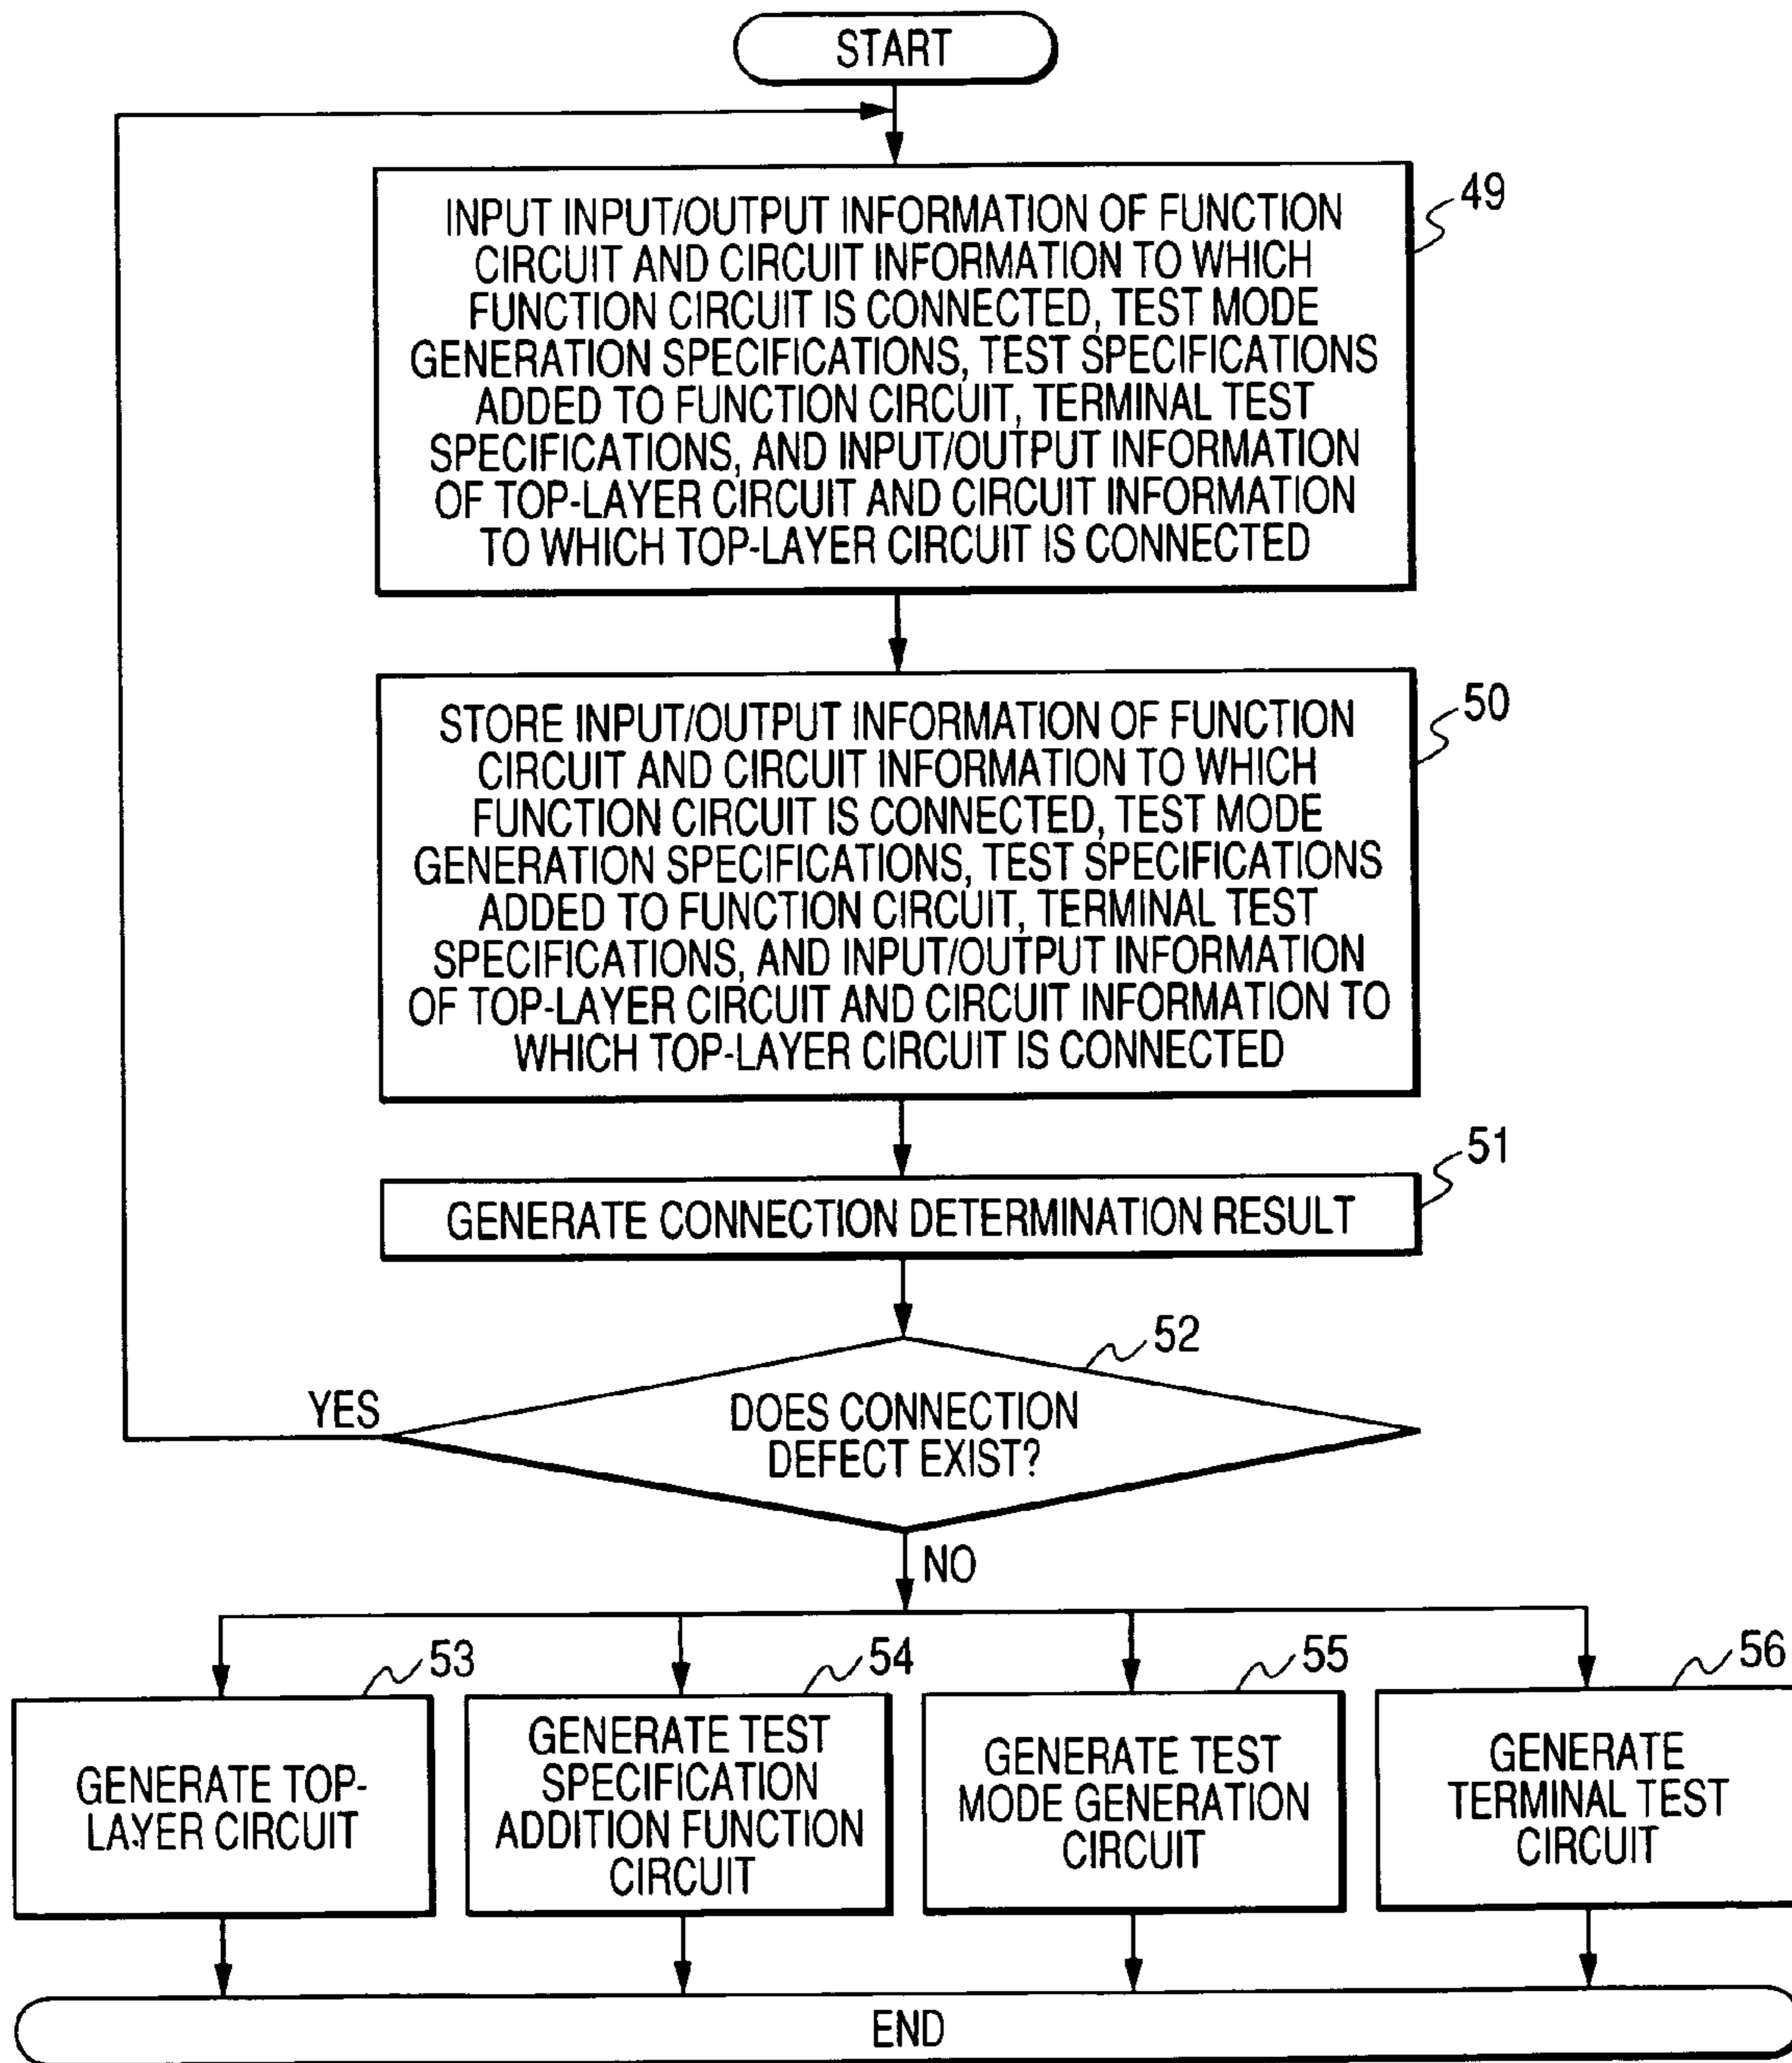 START
49
INPUT INPUT/OUTPUT INFORMATION OF FUNCTION
CIRCUIT AND CIRCUIT INFORMATION TO WHICH
FUNCTION CIRCUIT IS CONNECTED, TEST MODE
GENERATION SPECIFICATIONS, TEST SPECIFICATIONS
ADDED TO FUNCTION CIRCUIT, TERMINAL TEST
SPECIFICATIONS, AND INPUT/OUTPUT INFORMATION
OF TOP-LAYER CIRCUIT AND CIRCUIT INFORMATION
TO WHICH TOP-LAYER CIRCUIT IS CONNECTED
50
STORE INPUT/OUTPUT INFORMATION OF FUNCTION
CIRCUIT AND CIRCUIT INFORMATION TO WHICH
FUNCTION CIRCUIT IS CONNECTED, TEST MODE
GENERATION SPECIFICATIONS, TEST SPECIFICATIONS
ADDED TO FUNCTION CIRCUIT, TERMINAL TEST
SPECIFICATIONS, AND INPUT/OUTPUT INFORMATION
OF TOP-LAYER CIRCUIT AND CIRCUIT INFORMATION TO
WHICH TOP-LAYER CIRCUIT IS CONNECTED
51
GENERATE CONNECTION DETERMINATION RESULT
52
YES
DOES CONNECTION
DEFECT EXIST?
NO
53
GENERATE TOP-
LAYER CIRCUIT
54
GENERATE TEST
SPECIFICATION
ADDITION FUNCTION
CIRCUIT
55
GENERATE TEST
MODE GENERATION
CIRCUIT
56
GENERATE
TERMINAL TEST
CIRCUIT
END